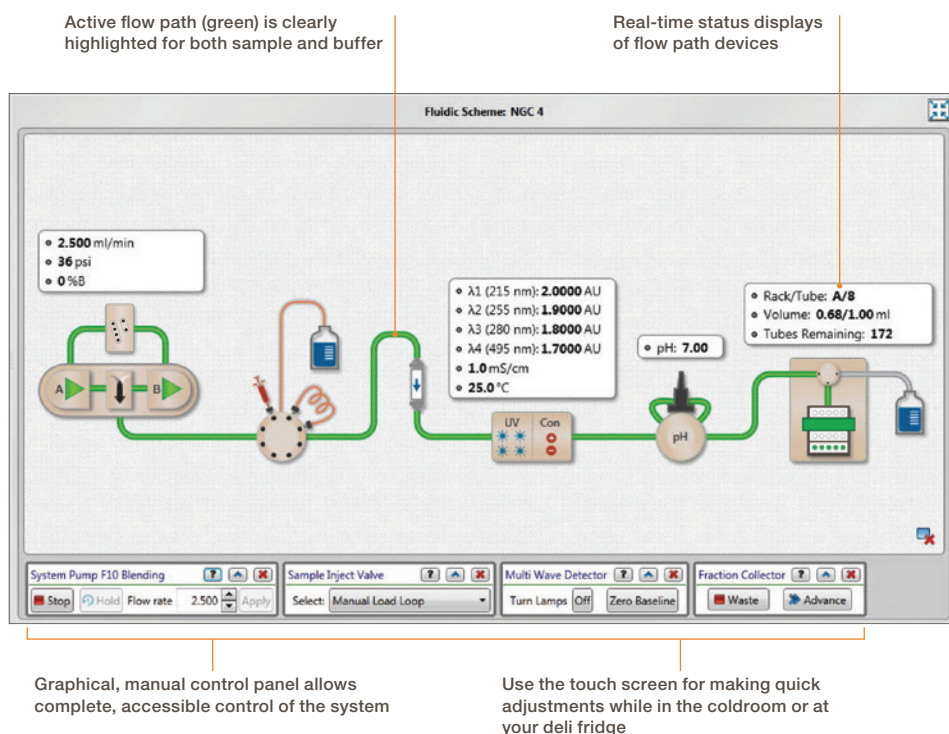 Active flow path (green) is clearly
highlighted for both sample and buffer
Real-time status displays
of flow path devices
Fluidic Scheme: NGC 4
2.500 ml/min
36 psi
0 %B
λ1 (215 nm): 2.0000 AU
λ2 (255 nm): 1.9000 AU
λ3 (280 nm): 1.8000 AU
λ4 (495 nm): 1.7000 AU
1.0 mS/cm
25.0 °C
pH: 7.00
Rack/Tube: A/8
Volume: 0.68/1.00 ml
Tubes Remaining: 172
A
B
UV
Con
pH
System Pump F10 Blending ?
Stop Hold Flow rate 2.500 Apply
Sample Inject Valve ?
Select: Manual Load Loop
Multi Wave Detector ?
Turn Lamps Off Zero Baseline
Fraction Collector ?
Waste Advance
Graphical, manual control panel allows
complete, accessible control of the system
Use the touch screen for making quick
adjustments while in the coldroom or at
your deli fridge